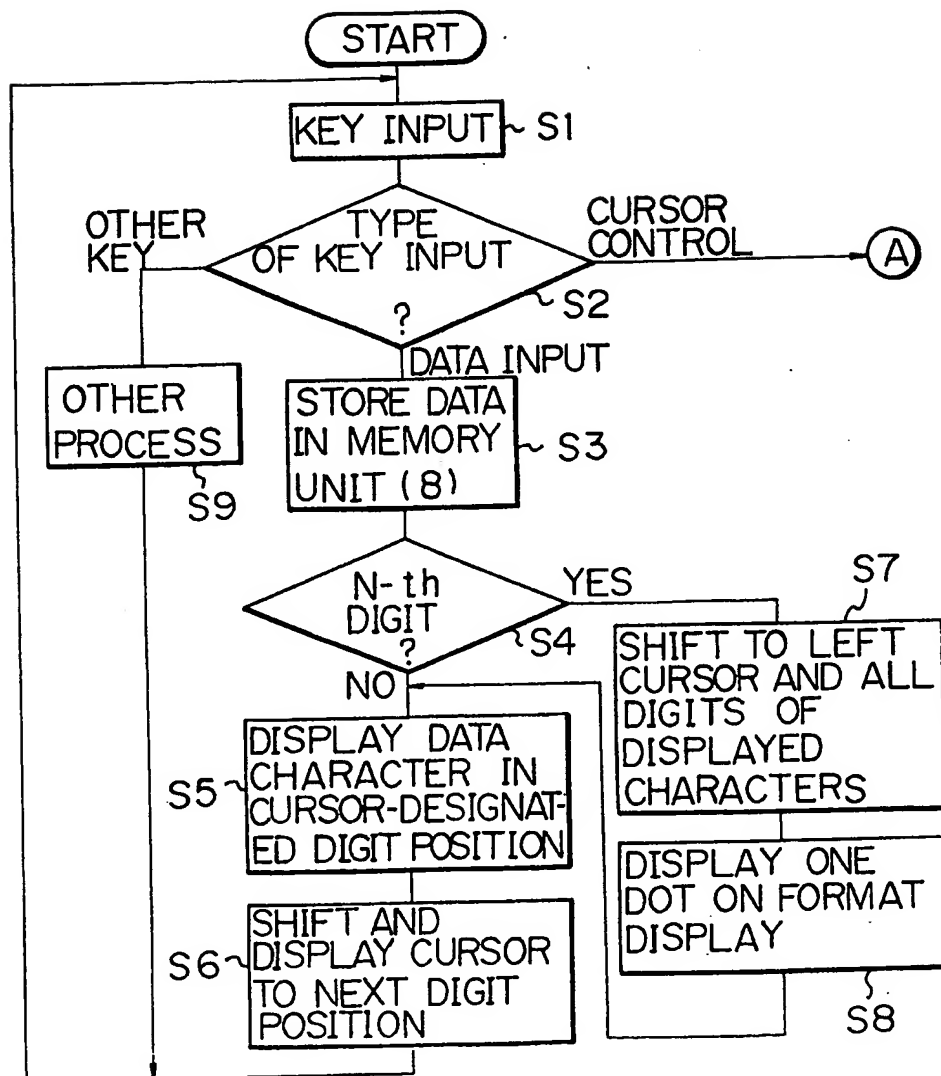 START
KEY INPUT
S1
OTHER
KEY
TYPE
OF KEY INPUT
?
S2
CURSOR
CONTROL
A
DATA INPUT
OTHER
PROCESS
S9
STORE DATA
IN MEMORY
UNIT (8)
S3
N-th
DIGIT
?
S4
YES
NO
S7
SHIFT TO LEFT
CURSOR AND ALL
DIGITS OF
DISPLAYED
CHARACTERS
S5
DISPLAY DATA
CHARACTER IN
CURSOR-DESIGNAT-
ED DIGIT POSITION
DISPLAY ONE
DOT ON FORMAT
DISPLAY
S8
S6
SHIFT AND
DISPLAY CURSOR
TO NEXT DIGIT
POSITION